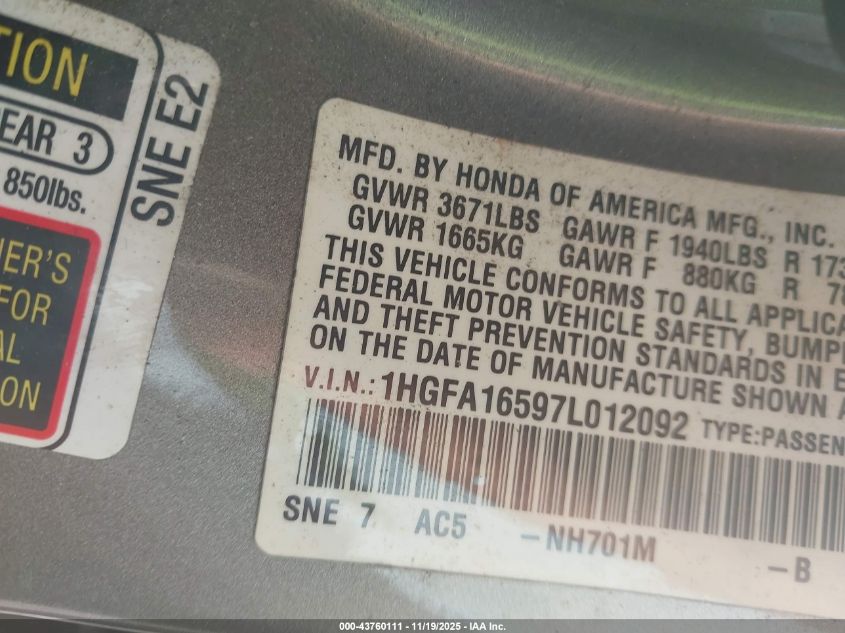 TION
EAR 3
850lbs.
SNE E2
ER'S
FOR
AL
ON
MFD. BY HONDA OF AMERICA MFG., INC.
GVWR 3671LBS GAWR F 1940LBS R 173
GVWR 1665KG GAWR F 880KG R 78
THIS VEHICLE CONFORMS TO ALL APPLICA
FEDERAL MOTOR VEHICLE SAFETY, BUMP
AND THEFT PREVENTION STANDARDS IN E
ON THE DATE OF MANUFACTURE SHOWN A
V.I.N.: 1HGFA16597L012092 TYPE:PASSEN
SNE 7 AC5 -NH701M -B
000-43760111 - 11/19/2025 - IAA Inc.